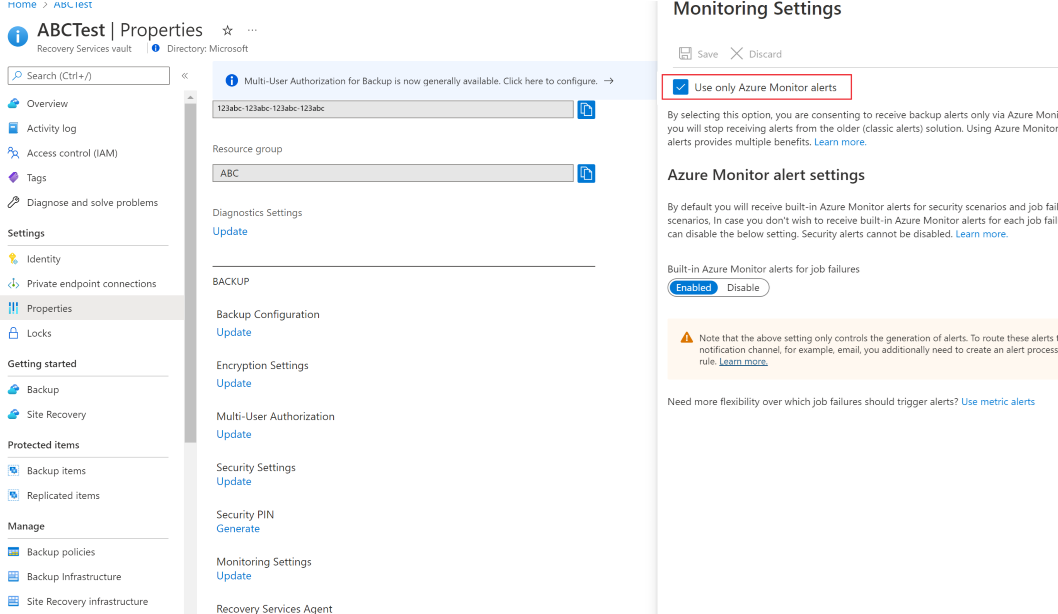 Home > ABCTest
ABCTest | Properties
Recovery Services vault
Directory: Microsoft
Search (Ctrl+/)
Overview
Activity log
Access control (IAM)
Tags
Diagnose and solve problems
Settings
Identity
Private endpoint connections
Properties
Locks
Getting started
Backup
Site Recovery
Protected items
Backup items
Replicated items
Manage
Backup policies
Backup Infrastructure
Site Recovery infrastructure
Multi-User Authorization for Backup is now generally available. Click here to configure. →
123abc-123abc-123abc-123abc
Resource group
ABC
Diagnostics Settings
Update
BACKUP
Backup Configuration
Update
Encryption Settings
Update
Multi-User Authorization
Update
Security Settings
Update
Security PIN
Generate
Monitoring Settings
Update
Recovery Services Agent
Monitoring Settings
Save
Discard
Use only Azure Monitor alerts
By selecting this option, you are consenting to receive backup alerts only via Azure Moni
you will stop receiving alerts from the older (classic alerts) solution. Using Azure Monitor
alerts provides multiple benefits. Learn more.
Azure Monitor alert settings
By default you will receive built-in Azure Monitor alerts for security scenarios and job fail
scenarios, In case you don't wish to receive built-in Azure Monitor alerts for each job fail
can disable the below setting. Security alerts cannot be disabled. Learn more.
Built-in Azure Monitor alerts for job failures
Enabled
Disable
Note that the above setting only controls the generation of alerts. To route these alerts t
notification channel, for example, email, you additionally need to create an alert process
rule. Learn more.
Need more flexibility over which job failures should trigger alerts? Use metric alerts